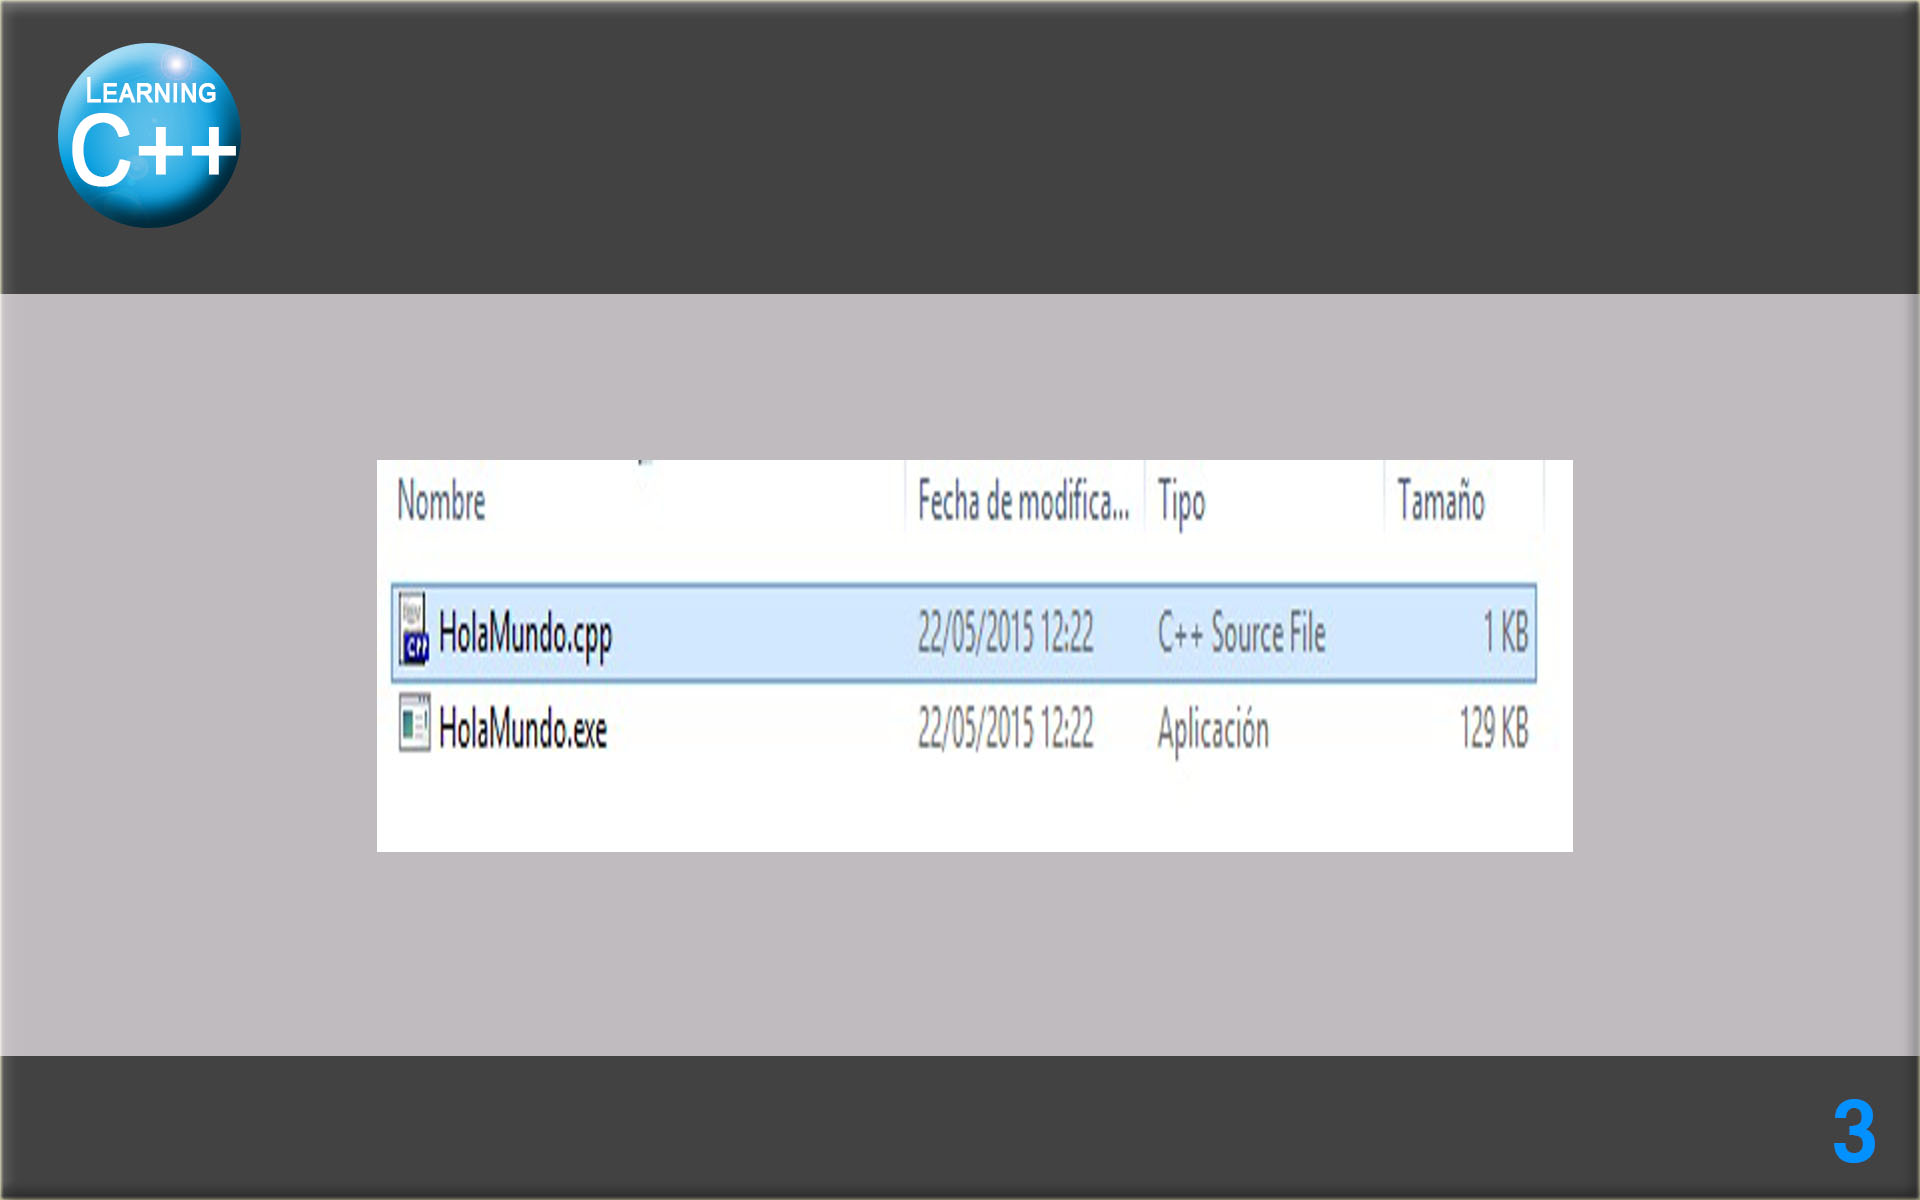 LEARNING
C++
Nombre Fecha de modifica... Tipo Tamaño
HolaMundo.cpp 22/05/2015 12:22 C++ Source File 1 KB
HolaMundo.exe 22/05/2015 12:22 Aplicación 129 KB
3